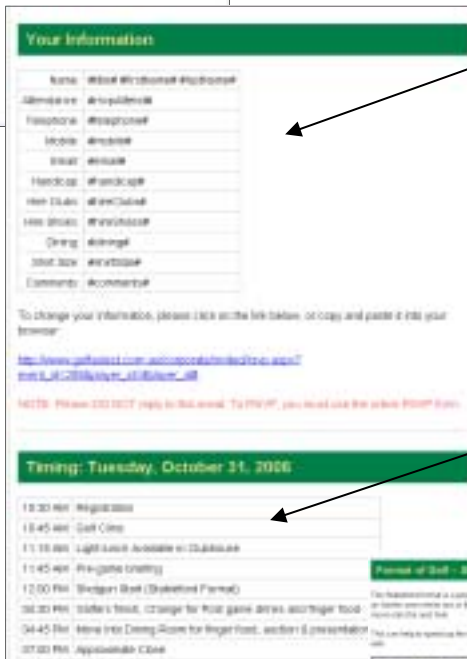 Your Information
Name #title# #firstname# #lastname#
Attendance
Telephone #telephone#
Mobile #mobile#
Email #email#
Handicap #handicap#
Hire Clubs #hireClubs#
Hire Shoes #hireShoes#
Dining #dining#
Shirt Size #shirtSize#
Comments #comments#
To change your information, please click on the link below, or copy and paste it into your
browser:
NOTE: Please DO NOT reply to this email. To RSVP, you must use the online RSVP form.
Timing: Tuesday, October 31, 2006
10:30 AM Registration
10:45 AM Golf Clinic
11:15 AM Light lunch Available in Clubhouse
11:45 AM Pre-game briefing
12:00 PM Shotgun Start (Stableford Format)
04:30 PM Golfers finish, Change for Post game drinks and finger food
04:45 PM Move into Dining Room for finger food, auction & presentation
07:00 PM Approximate Close
Format of Golf - S